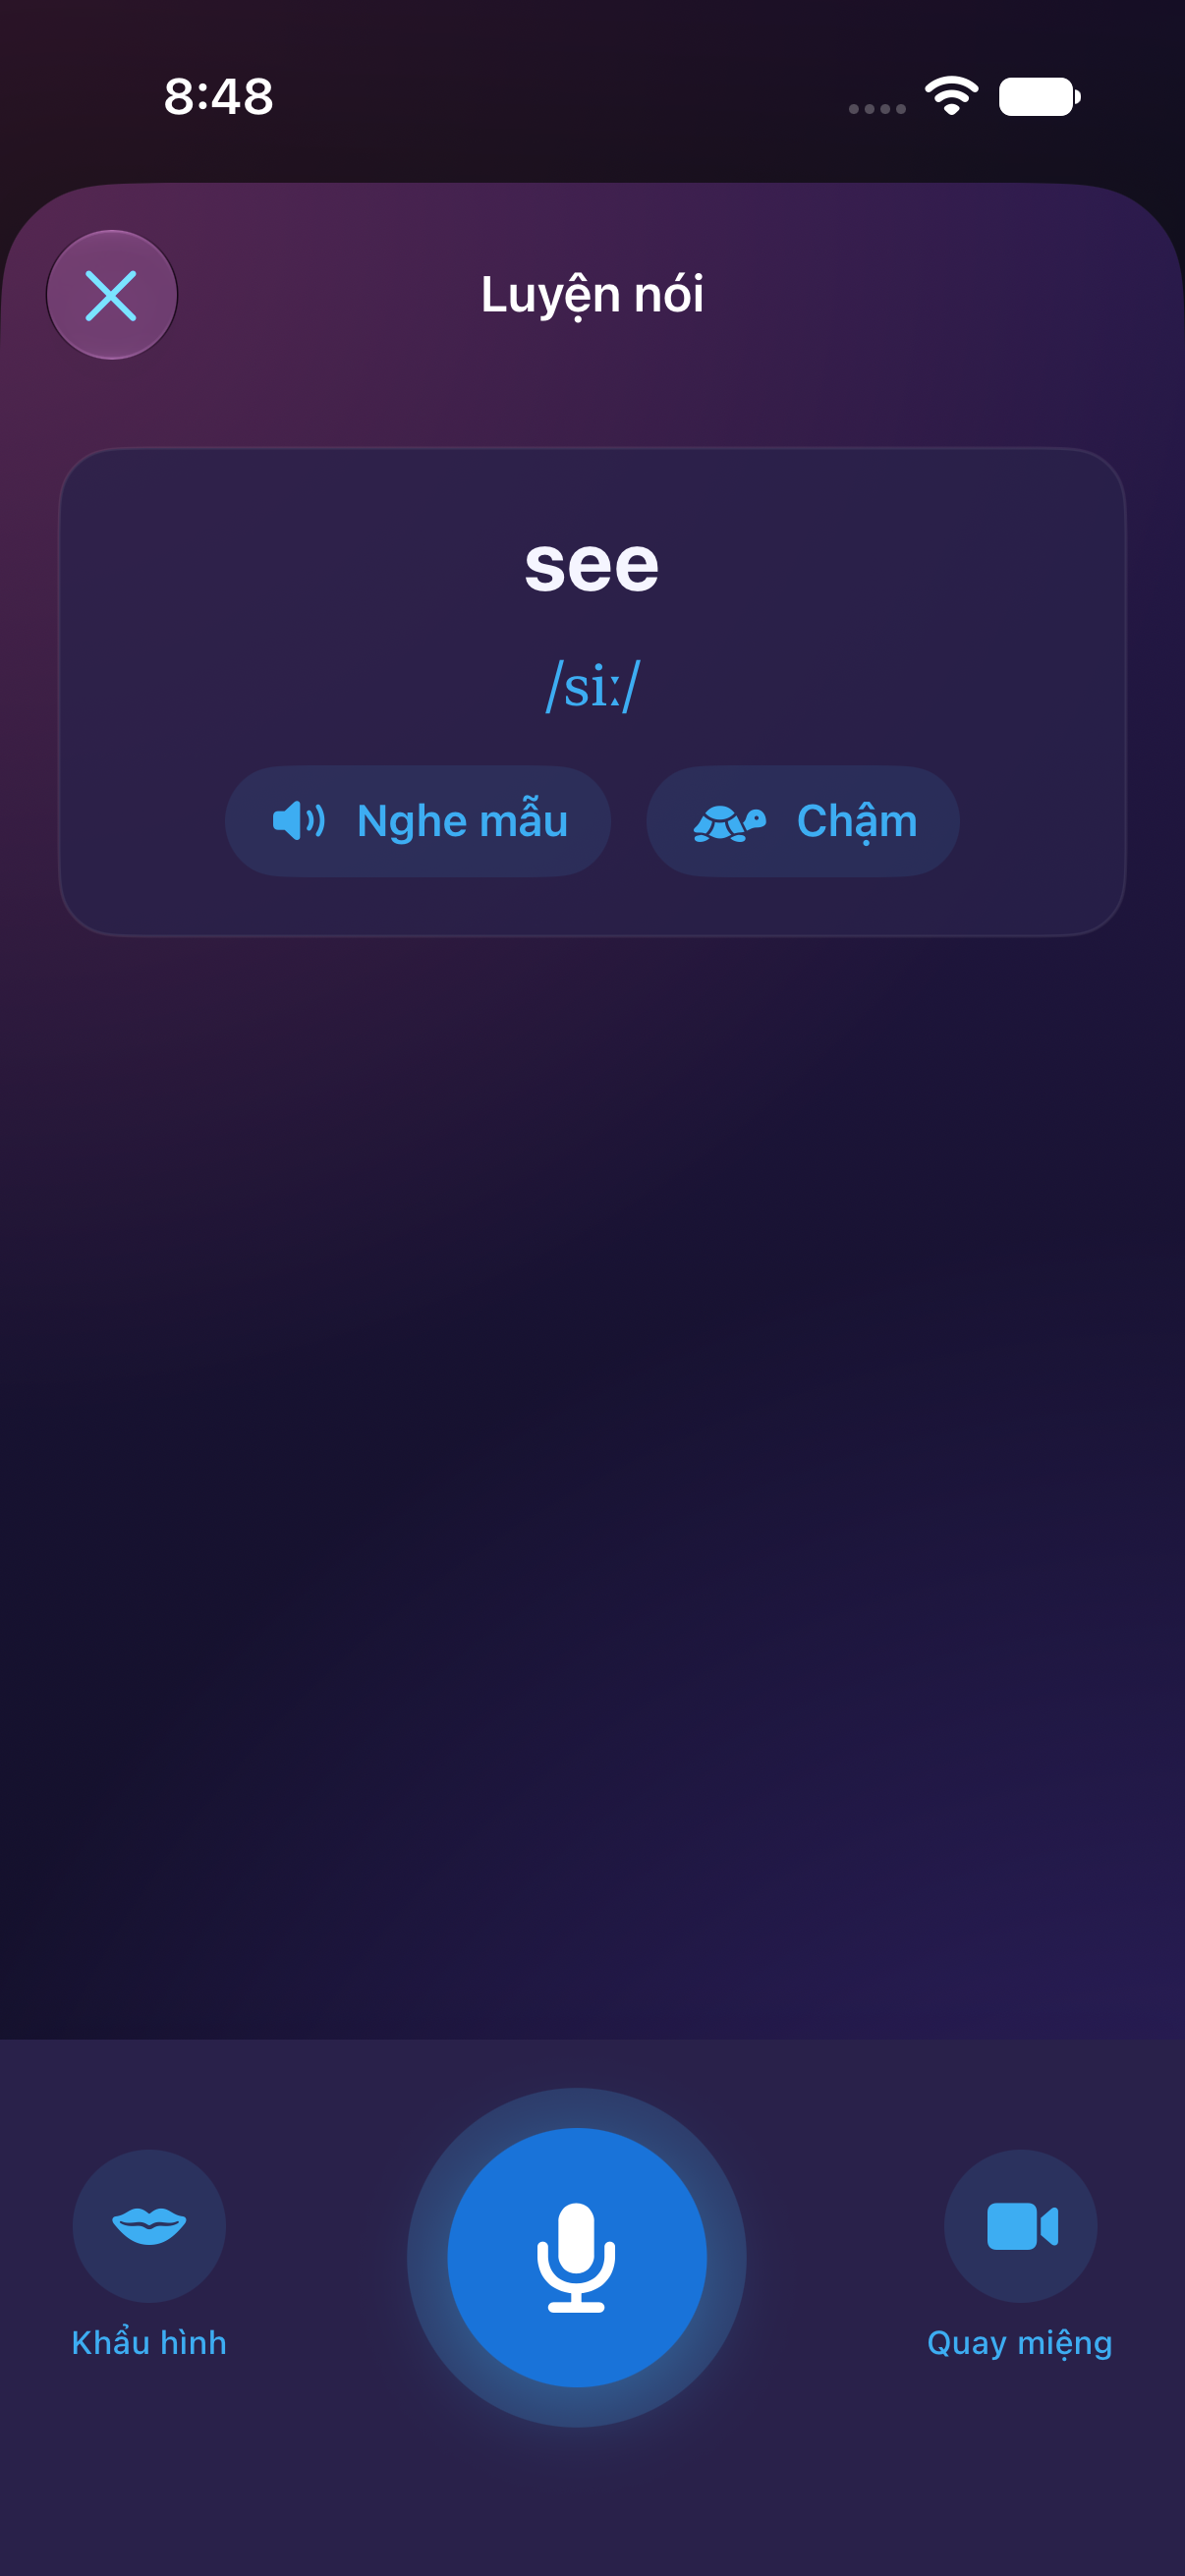 8:48
Luyện nói
see
/siː/
Nghe mẫu
Chậm
Khẩu hình
Quay miệng